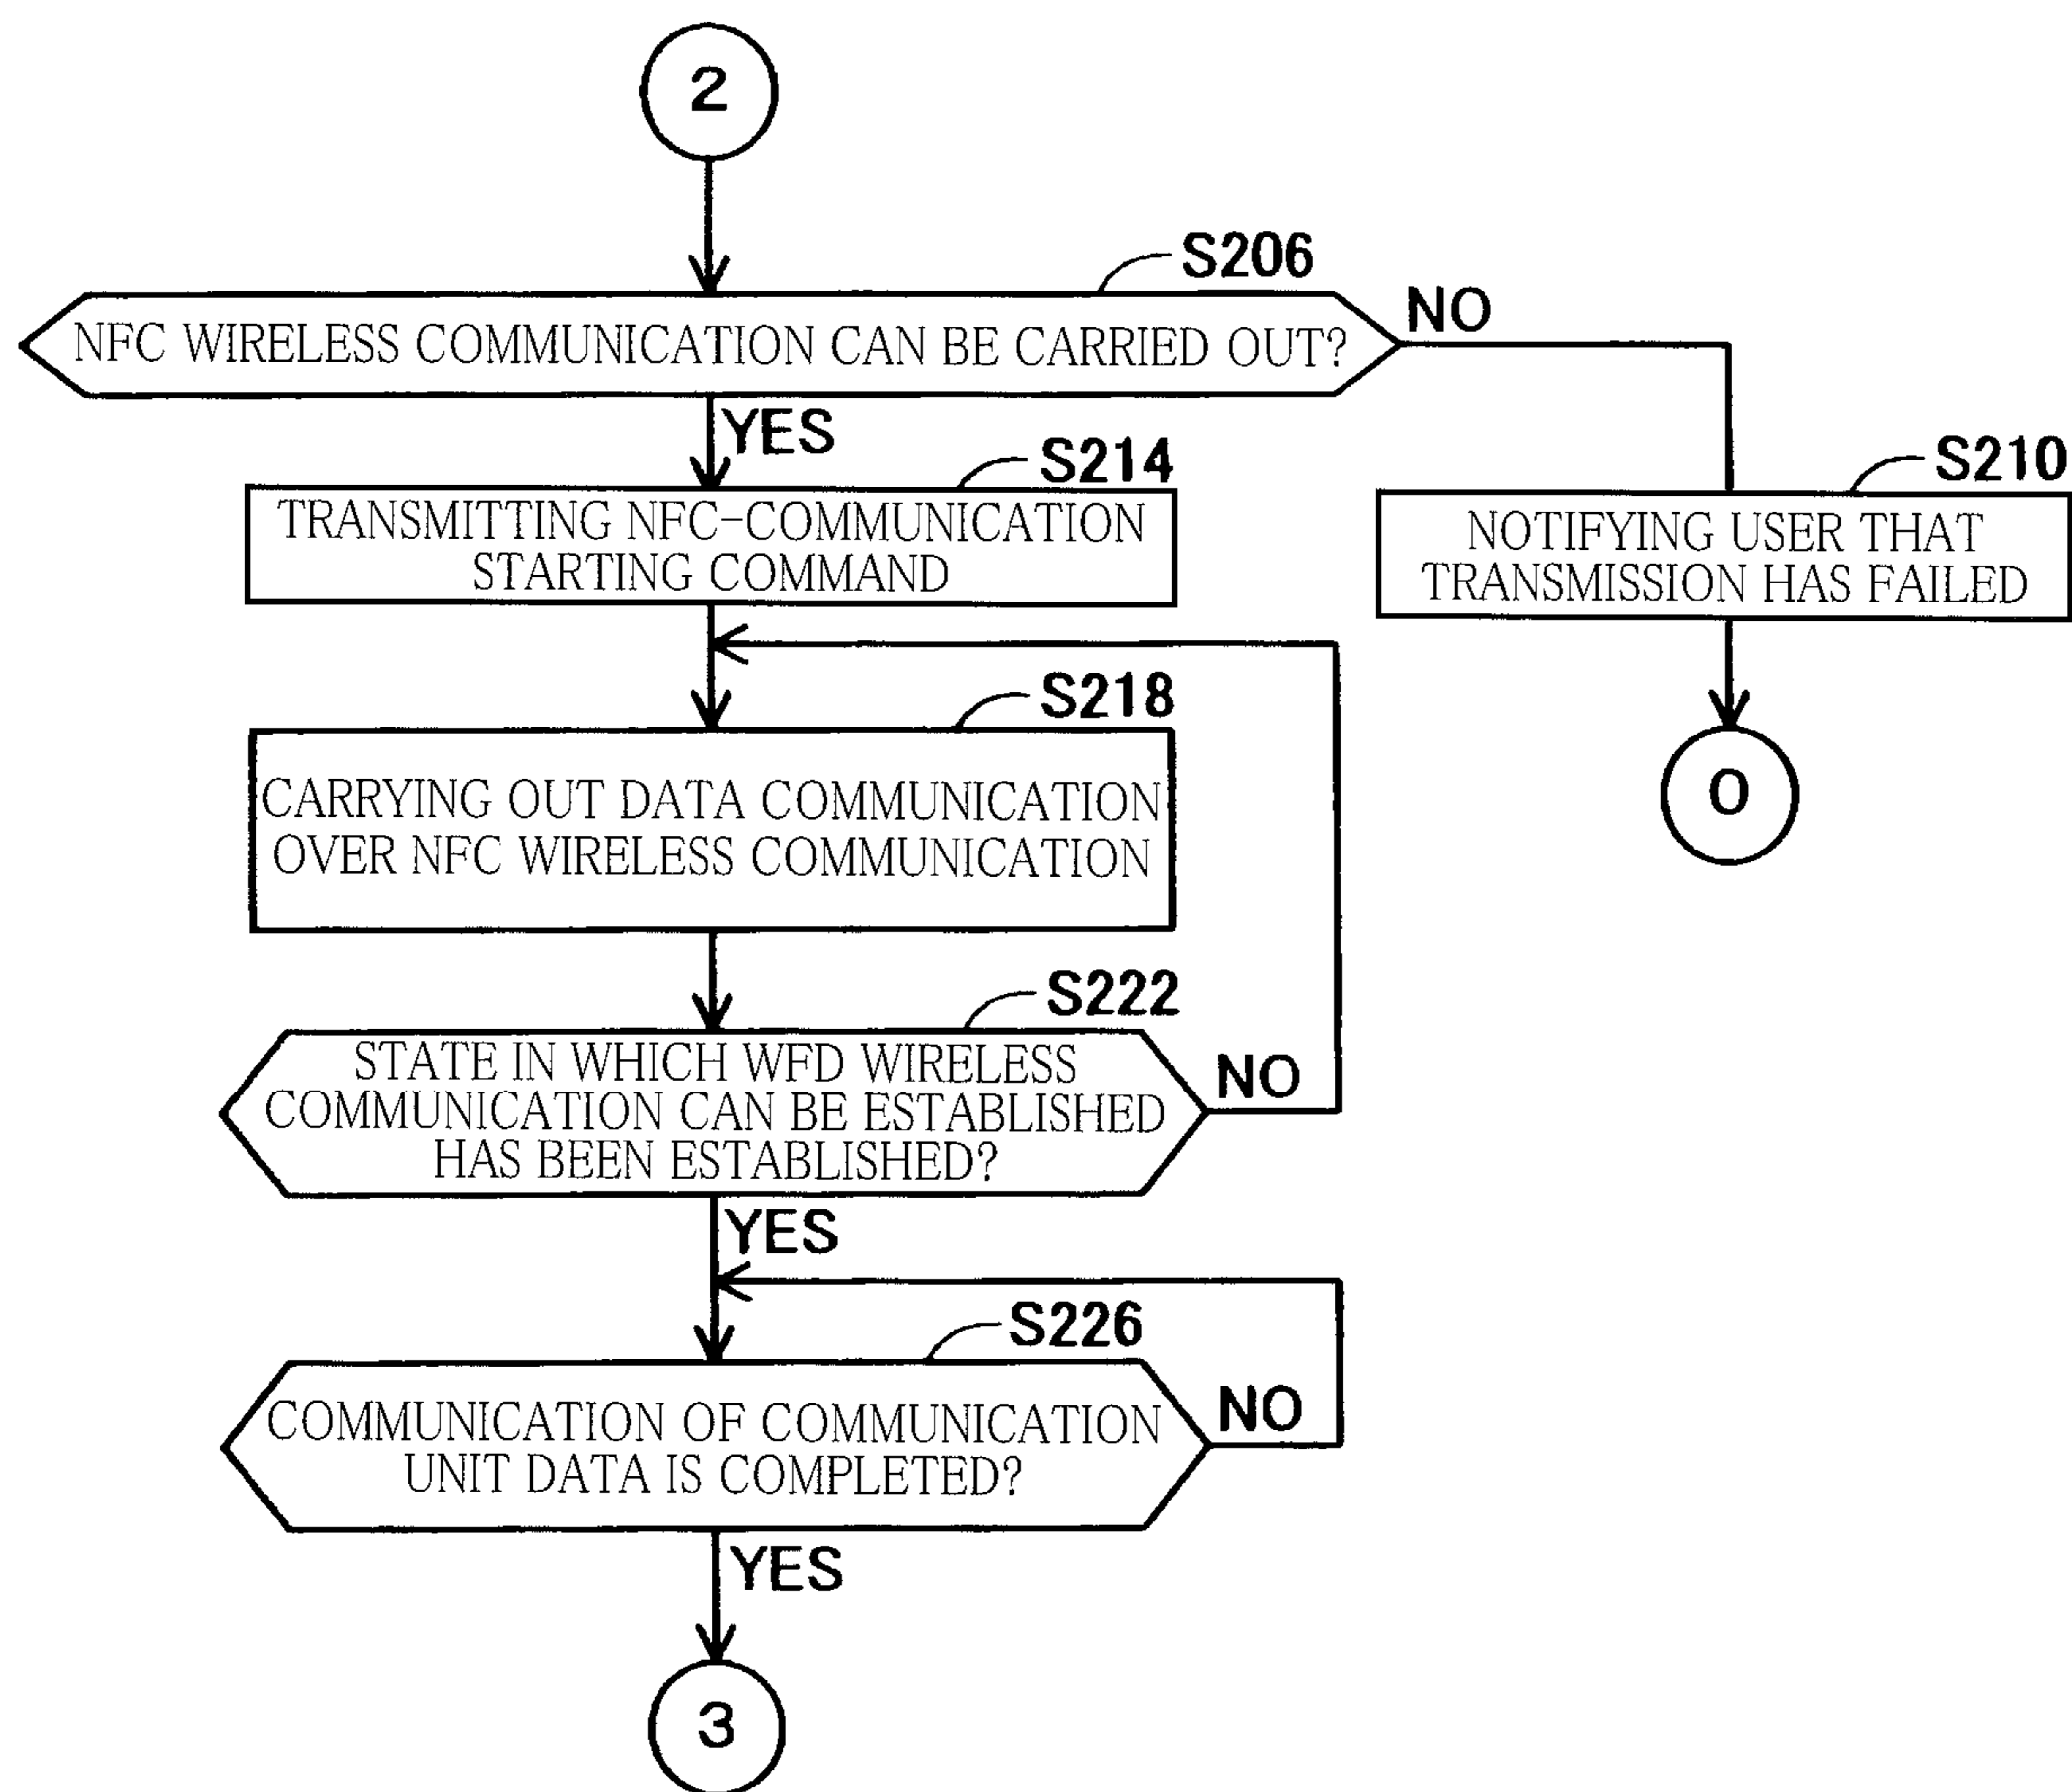 2
S206
NFC WIRELESS COMMUNICATION CAN BE CARRIED OUT?
NO
YES
S214
TRANSMITTING NFC-COMMUNICATION
STARTING COMMAND
S210
NOTIFYING USER THAT
TRANSMISSION HAS FAILED
0
S218
CARRYING OUT DATA COMMUNICATION
OVER NFC WIRELESS COMMUNICATION
S222
STATE IN WHICH WFD WIRELESS
COMMUNICATION CAN BE ESTABLISHED
HAS BEEN ESTABLISHED?
NO
YES
S226
COMMUNICATION OF COMMUNICATION
UNIT DATA IS COMPLETED?
NO
YES
3